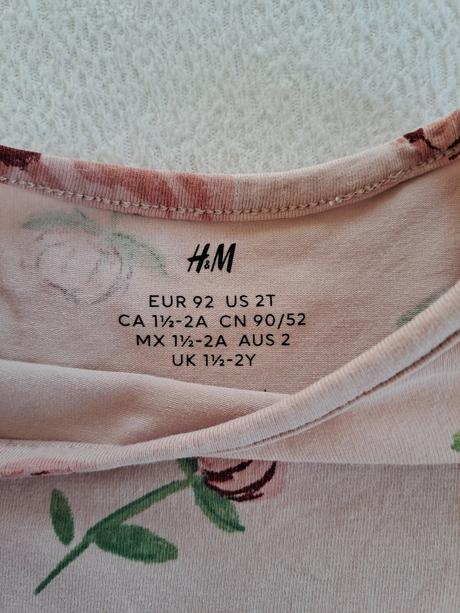 H&M
EUR 92 US 2T
CA 1½-2A CN 90/52
MX 1½-2A AUS 2
UK 1½-2Y